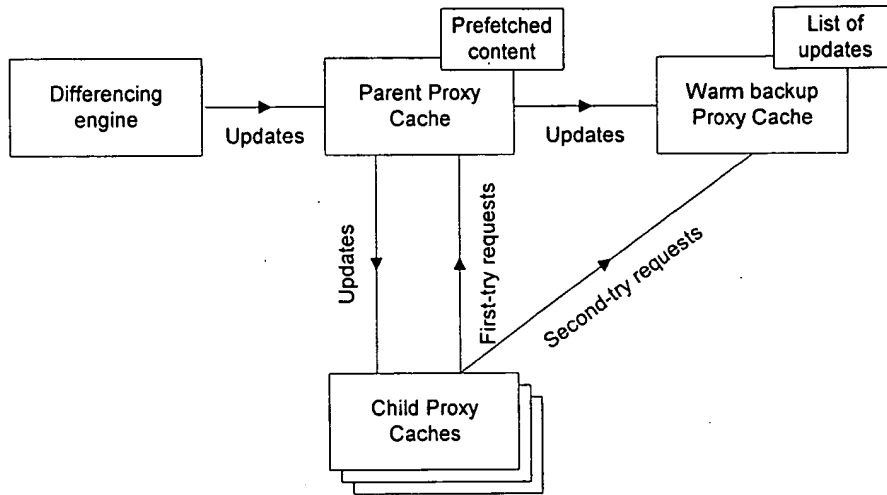 Prefetched
content
List of
updates
Differencing
engine
Updates
Parent Proxy
Cache
Updates
Warm backup
Proxy Cache
Updates
First-try requests
Second-try requests
Child Proxy
Caches